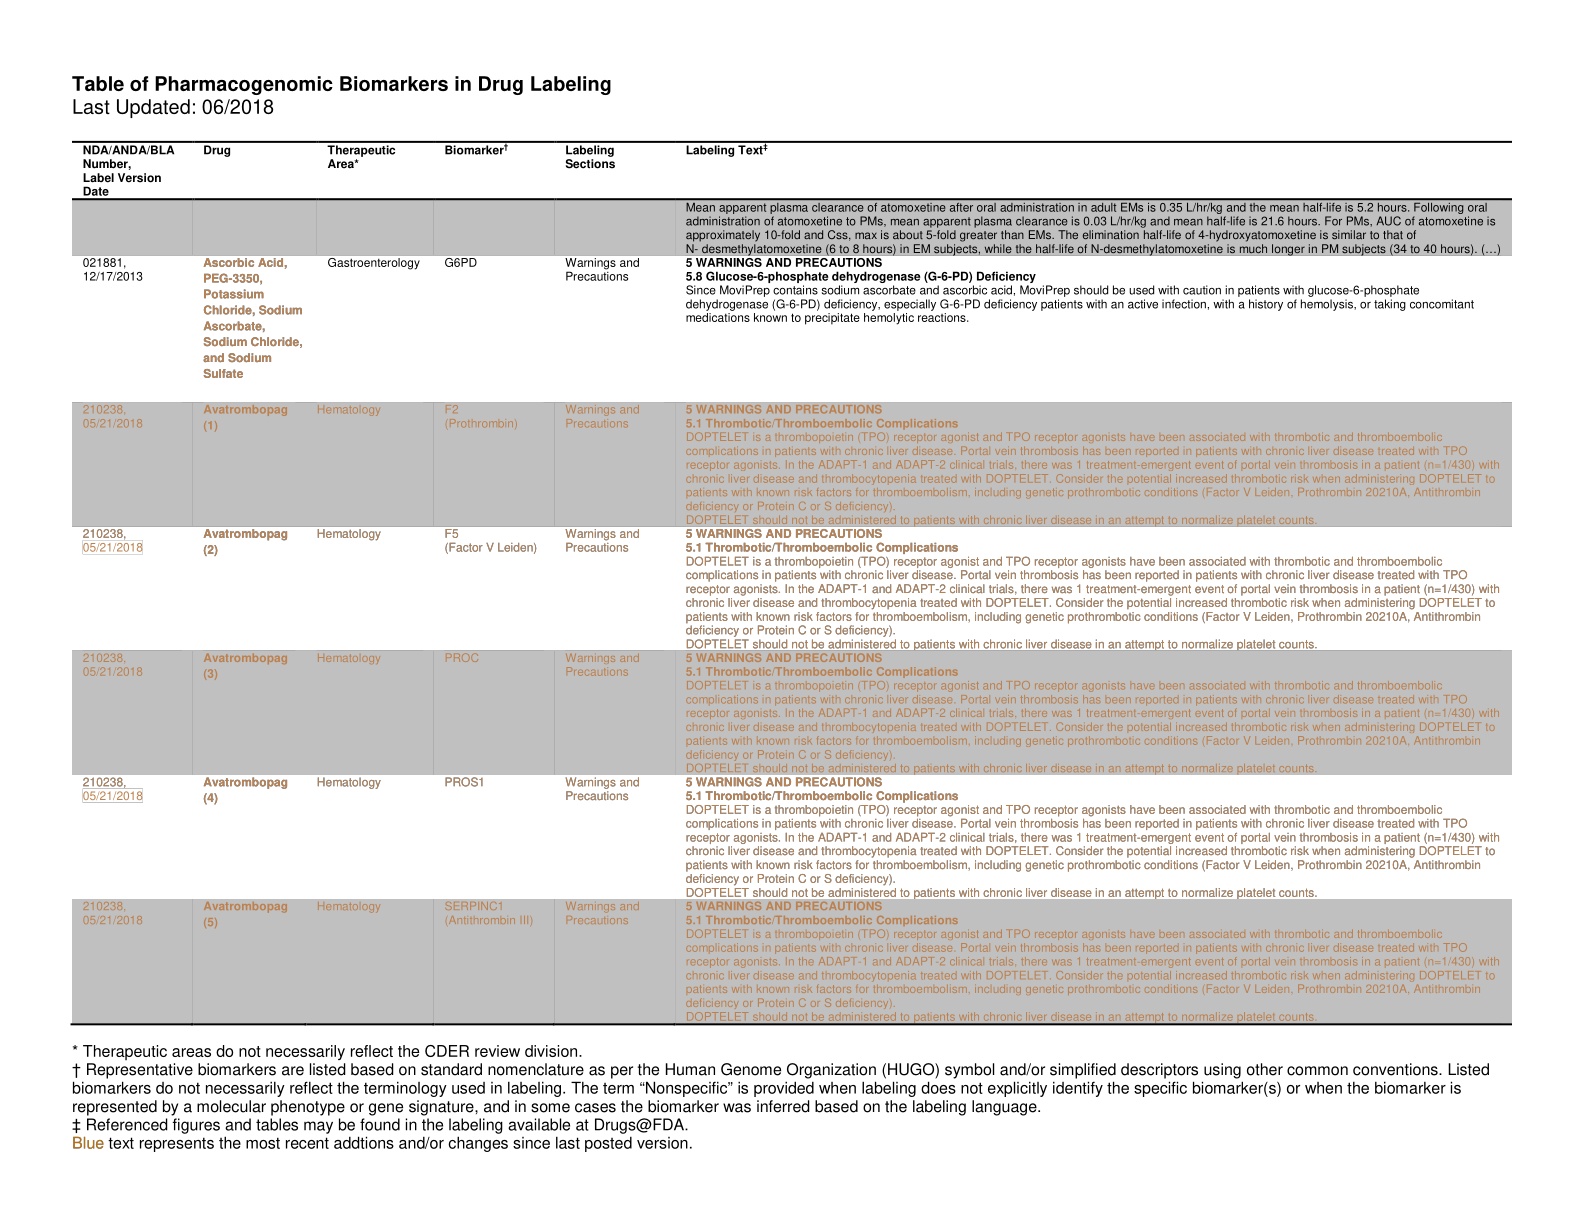 Table of Pharmacogenomic Biomarkers in Drug Labeling
Last Updated: 06/2018
NDA/ANDA/BLA Number, Label Version Date
Drug
Therapeutic Area*
Biomarker†
Labeling Sections
Labeling Text‡
Mean apparent plasma clearance of atomoxetine after oral administration in adult EMs is 0.35 L/hr/kg and the mean half-life is 5.2 hours. Following oral
administration of atomoxetine to PMs, mean apparent plasma clearance is 0.03 L/hr/kg and mean half-life is 21.6 hours. For PMs, AUC of atomoxetine is
approximately 10-fold and Css, max is about 5-fold greater than EMs. The elimination half-life of 4-hydroxyatomoxetine is similar to that of
N- desmethylatomoxetine (6 to 8 hours) in EM subjects, while the half-life of N-desmethylatomoxetine is much longer in PM subjects (34 to 40 hours). (…)
021881,
12/17/2013
Ascorbic Acid,
PEG-3350,
Potassium
Chloride, Sodium
Ascorbate,
Sodium Chloride,
and Sodium
Sulfate
Gastroenterology
G6PD
Warnings and
Precautions
5 WARNINGS AND PRECAUTIONS
5.8 Glucose-6-phosphate dehydrogenase (G-6-PD) Deficiency
Since MoviPrep contains sodium ascorbate and ascorbic acid, MoviPrep should be used with caution in patients with glucose-6-phosphate
dehydrogenase (G-6-PD) deficiency, especially G-6-PD deficiency patients with an active infection, with a history of hemolysis, or taking concomitant
medications known to precipitate hemolytic reactions.
210238,
05/21/2018
Avatrombopag
(1)
Hematology
F2
(Prothrombin)
Warnings and
Precautions
5 WARNINGS AND PRECAUTIONS
5.1 Thrombotic/Thromboembolic Complications
DOPTELET is a thrombopoietin (TPO) receptor agonist and TPO receptor agonists have been associated with thrombotic and thromboembolic
complications in patients with chronic liver disease. Portal vein thrombosis has been reported in patients with chronic liver disease treated with TPO
receptor agonists. In the ADAPT-1 and ADAPT-2 clinical trials, there was 1 treatment-emergent event of portal vein thrombosis in a patient (n=1/430) with
chronic liver disease and thrombocytopenia treated with DOPTELET. Consider the potential increased thrombotic risk when administering DOPTELET to
patients with known risk factors for thromboembolism, including genetic prothrombotic conditions (Factor V Leiden, Prothrombin 20210A, Antithrombin
deficiency or Protein C or S deficiency).
DOPTELET should not be administered to patients with chronic liver disease in an attempt to normalize platelet counts.
210238,
05/21/2018
Avatrombopag
(2)
Hematology
F5
(Factor V Leiden)
Warnings and
Precautions
5 WARNINGS AND PRECAUTIONS
5.1 Thrombotic/Thromboembolic Complications
DOPTELET is a thrombopoietin (TPO) receptor agonist and TPO receptor agonists have been associated with thrombotic and thromboembolic
complications in patients with chronic liver disease. Portal vein thrombosis has been reported in patients with chronic liver disease treated with TPO
receptor agonists. In the ADAPT-1 and ADAPT-2 clinical trials, there was 1 treatment-emergent event of portal vein thrombosis in a patient (n=1/430) with
chronic liver disease and thrombocytopenia treated with DOPTELET. Consider the potential increased thrombotic risk when administering DOPTELET to
patients with known risk factors for thromboembolism, including genetic prothrombotic conditions (Factor V Leiden, Prothrombin 20210A, Antithrombin
deficiency or Protein C or S deficiency).
DOPTELET should not be administered to patients with chronic liver disease in an attempt to normalize platelet counts.
210238,
05/21/2018
Avatrombopag
(3)
Hematology
PROC
Warnings and
Precautions
5 WARNINGS AND PRECAUTIONS
5.1 Thrombotic/Thromboembolic Complications
DOPTELET is a thrombopoietin (TPO) receptor agonist and TPO receptor agonists have been associated with thrombotic and thromboembolic
complications in patients with chronic liver disease. Portal vein thrombosis has been reported in patients with chronic liver disease treated with TPO
receptor agonists. In the ADAPT-1 and ADAPT-2 clinical trials, there was 1 treatment-emergent event of portal vein thrombosis in a patient (n=1/430) with
chronic liver disease and thrombocytopenia treated with DOPTELET. Consider the potential increased thrombotic risk when administering DOPTELET to
patients with known risk factors for thromboembolism, including genetic prothrombotic conditions (Factor V Leiden, Prothrombin 20210A, Antithrombin
deficiency or Protein C or S deficiency).
DOPTELET should not be administered to patients with chronic liver disease in an attempt to normalize platelet counts.
210238,
05/21/2018
Avatrombopag
(4)
Hematology
PROS1
Warnings and
Precautions
5 WARNINGS AND PRECAUTIONS
5.1 Thrombotic/Thromboembolic Complications
DOPTELET is a thrombopoietin (TPO) receptor agonist and TPO receptor agonists have been associated with thrombotic and thromboembolic
complications in patients with chronic liver disease. Portal vein thrombosis has been reported in patients with chronic liver disease treated with TPO
receptor agonists. In the ADAPT-1 and ADAPT-2 clinical trials, there was 1 treatment-emergent event of portal vein thrombosis in a patient (n=1/430) with
chronic liver disease and thrombocytopenia treated with DOPTELET. Consider the potential increased thrombotic risk when administering DOPTELET to
patients with known risk factors for thromboembolism, including genetic prothrombotic conditions (Factor V Leiden, Prothrombin 20210A, Antithrombin
deficiency or Protein C or S deficiency).
DOPTELET should not be administered to patients with chronic liver disease in an attempt to normalize platelet counts.
210238,
05/21/2018
Avatrombopag
(5)
Hematology
SERPINC1
(Antithrombin III)
Warnings and
Precautions
5 WARNINGS AND PRECAUTIONS
5.1 Thrombotic/Thromboembolic Complications
DOPTELET is a thrombopoietin (TPO) receptor agonist and TPO receptor agonists have been associated with thrombotic and thromboembolic
complications in patients with chronic liver disease. Portal vein thrombosis has been reported in patients with chronic liver disease treated with TPO
receptor agonists. In the ADAPT-1 and ADAPT-2 clinical trials, there was 1 treatment-emergent event of portal vein thrombosis in a patient (n=1/430) with
chronic liver disease and thrombocytopenia treated with DOPTELET. Consider the potential increased thrombotic risk when administering DOPTELET to
patients with known risk factors for thromboembolism, including genetic prothrombotic conditions (Factor V Leiden, Prothrombin 20210A, Antithrombin
deficiency or Protein C or S deficiency).
DOPTELET should not be administered to patients with chronic liver disease in an attempt to normalize platelet counts.
* Therapeutic areas do not necessarily reflect the CDER review division.
† Representative biomarkers are listed based on standard nomenclature as per the Human Genome Organization (HUGO) symbol and/or simplified descriptors using other common conventions. Listed
biomarkers do not necessarily reflect the terminology used in labeling. The term “Nonspecific” is provided when labeling does not explicitly identify the specific biomarker(s) or when the biomarker is
represented by a molecular phenotype or gene signature, and in some cases the biomarker was inferred based on the labeling language.
‡ Referenced figures and tables may be found in the labeling available at Drugs@FDA.
Blue text represents the most recent addtions and/or changes since last posted version.